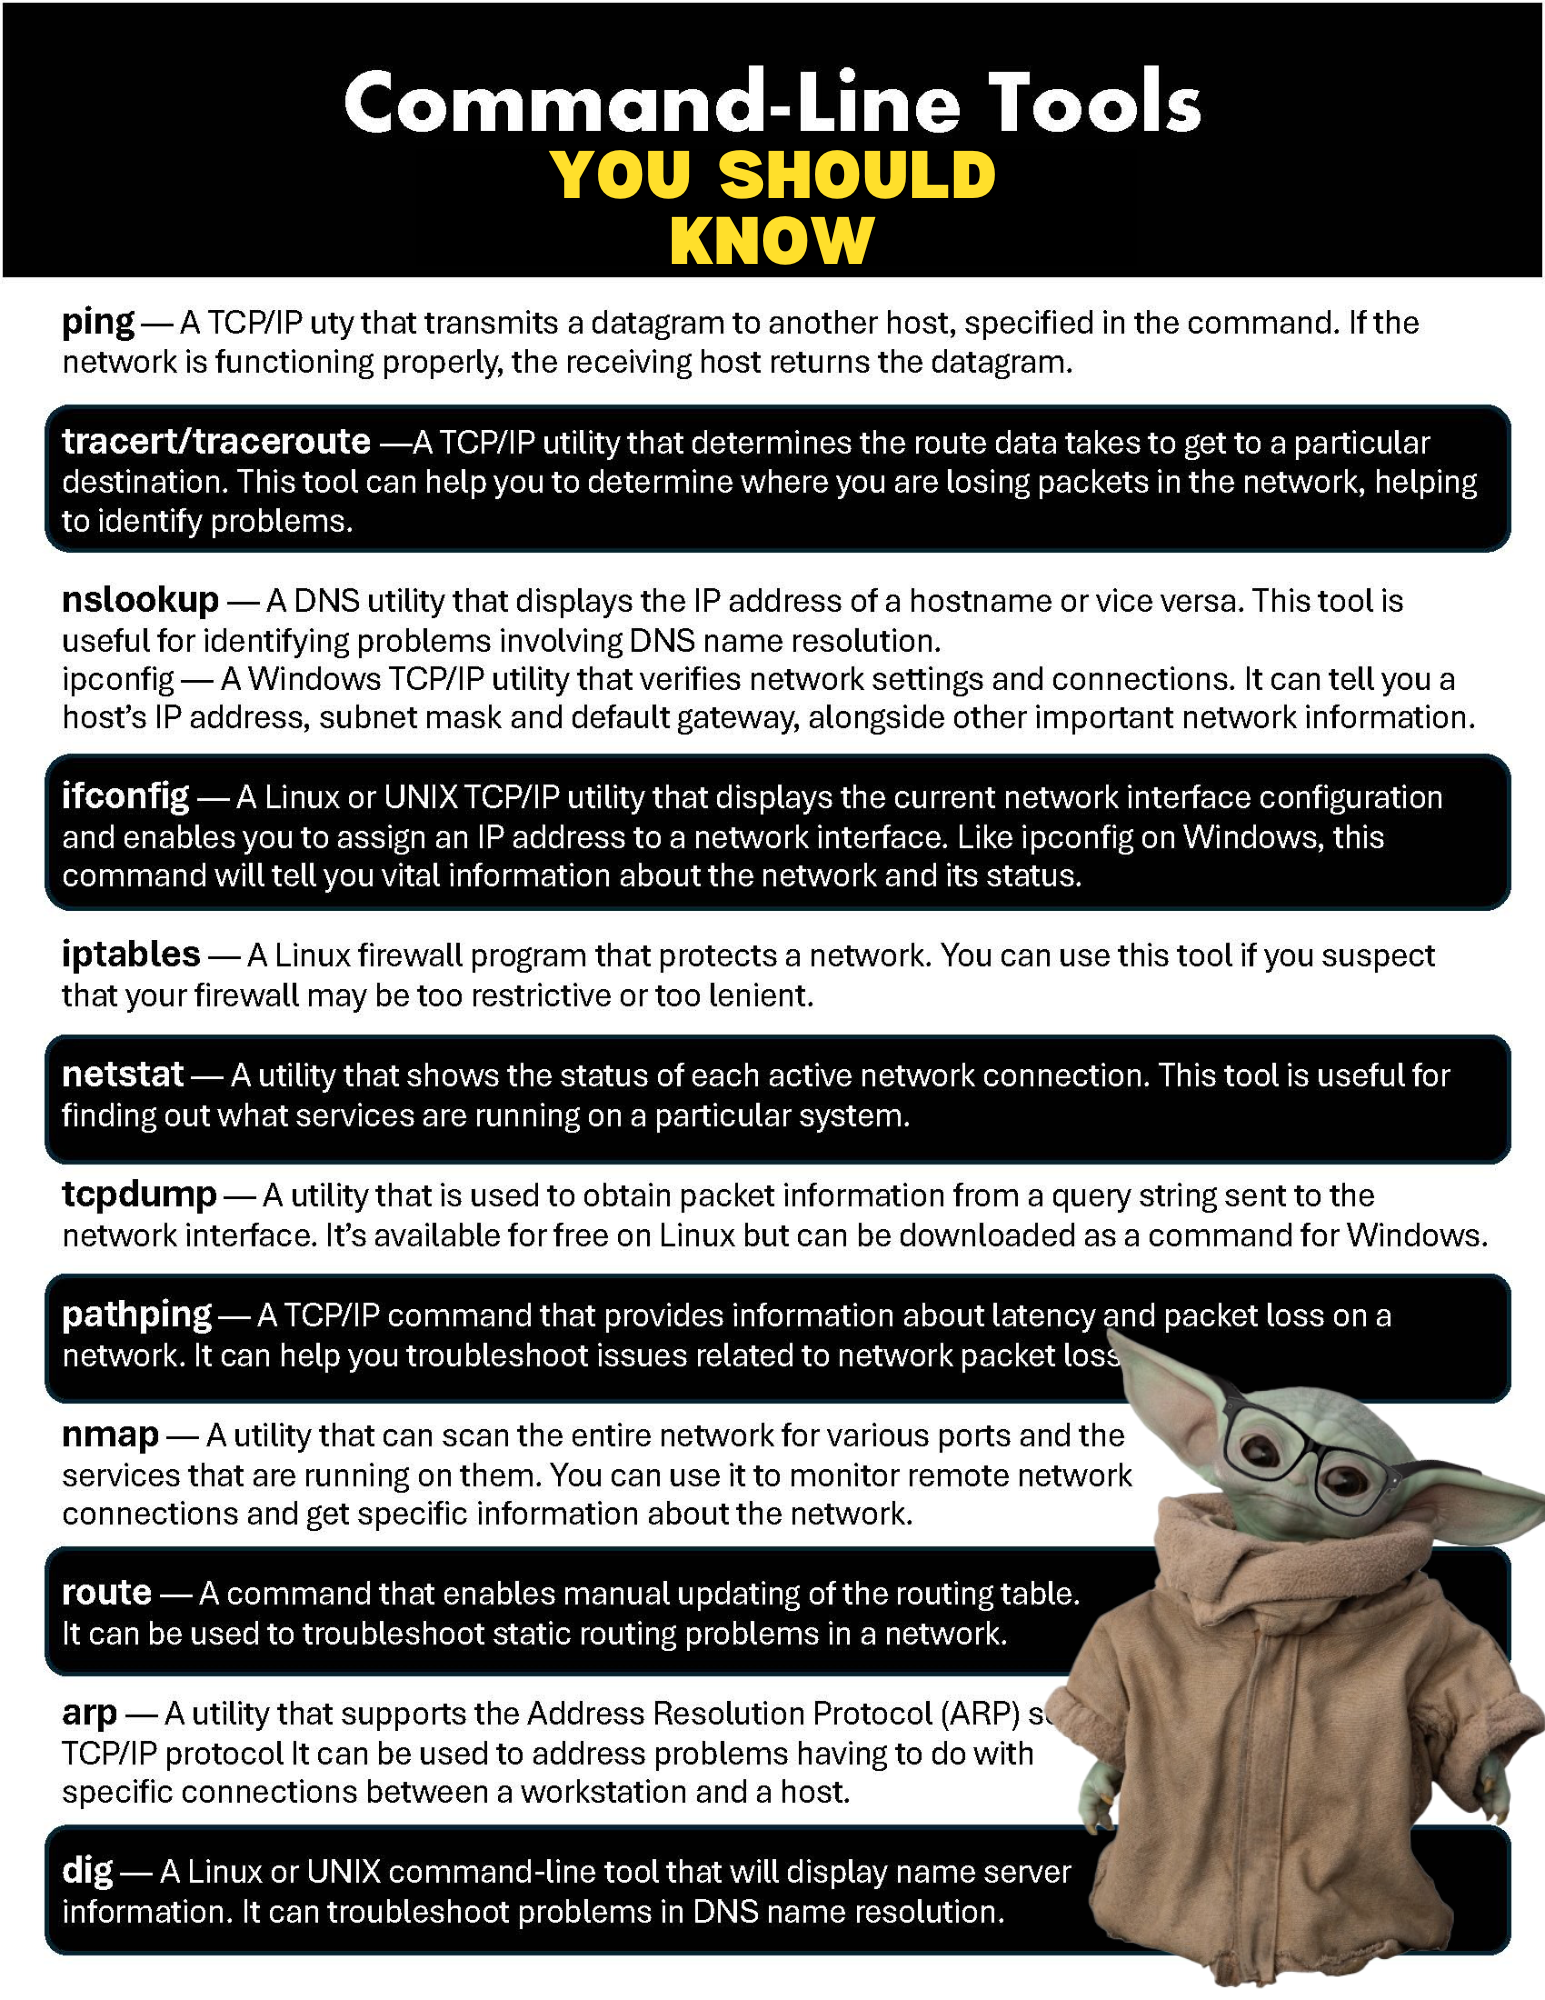 Command-Line Tools
YOU SHOULD
KNOW
ping — A TCP/IP uty that transmits a datagram to another host, specified in the command. If the
network is functioning properly, the receiving host returns the datagram.
tracert/traceroute —A TCP/IP utility that determines the route data takes to get to a particular
destination. This tool can help you to determine where you are losing packets in the network, helping
to identify problems.
nslookup — A DNS utility that displays the IP address of a hostname or vice versa. This tool is
useful for identifying problems involving DNS name resolution.
ipconfig — A Windows TCP/IP utility that verifies network settings and connections. It can tell you a
host’s IP address, subnet mask and default gateway, alongside other important network information.
ifconfig — A Linux or UNIX TCP/IP utility that displays the current network interface configuration
and enables you to assign an IP address to a network interface. Like ipconfig on Windows, this
command will tell you vital information about the network and its status.
iptables — A Linux firewall program that protects a network. You can use this tool if you suspect
that your firewall may be too restrictive or too lenient.
netstat — A utility that shows the status of each active network connection. This tool is useful for
finding out what services are running on a particular system.
tcpdump — A utility that is used to obtain packet information from a query string sent to the
network interface. It’s available for free on Linux but can be downloaded as a command for Windows.
pathping — A TCP/IP command that provides information about latency and packet loss on a
network. It can help you troubleshoot issues related to network packet loss
nmap — A utility that can scan the entire network for various ports and the
services that are running on them. You can use it to monitor remote network
connections and get specific information about the network.
route — A command that enables manual updating of the routing table.
It can be used to troubleshoot static routing problems in a network.
arp — A utility that supports the Address Resolution Protocol (ARP)
TCP/IP protocol It can be used to address problems having to do with
specific connections between a workstation and a host.
dig — A Linux or UNIX command-line tool that will display name server
information. It can troubleshoot problems in DNS name resolution.